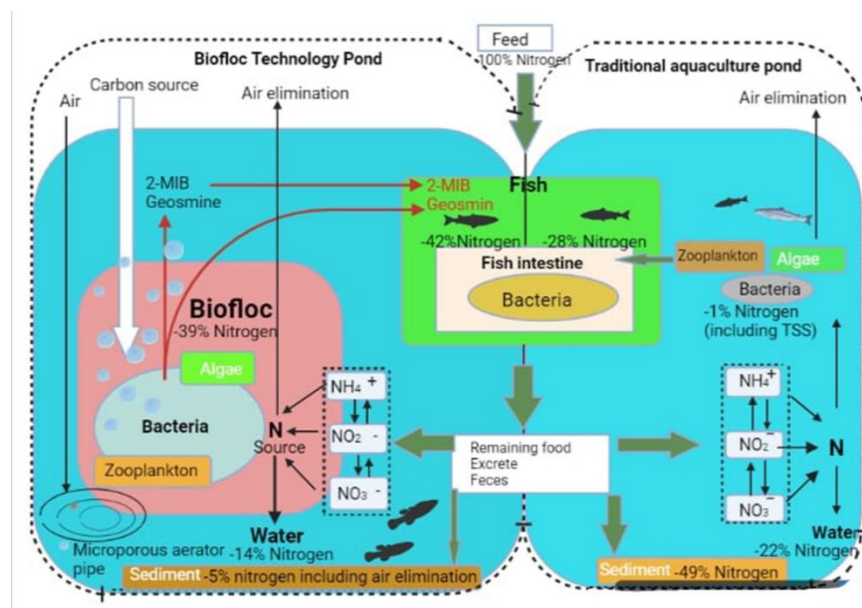 Feed
100% Nitrogen
Biofloc Technology Pond
Traditional aquaculture pond
Carbon source
Air
Air elimination
Air elimination
2-MIB
Geosmine
2-MIB
Geosmin
Fish
-42%Nitrogen
-28% Nitrogen
Fish intestine
Bacteria
Zooplankton
Algae
Bacteria
-1% Nitrogen
(including TSS)
Biofloc
-39% Nitrogen
Algae
Bacteria
Zooplankton
N
Source
NH4 +
NO2 -
NO3 -
Remaining food
Excrete
Feces
NH4+
NO2-
NO3-
N
Water
-14% Nitrogen
Water
-22% Nitrogen
Microporous aerator
pipe
Sediment -5% nitrogen including air elimination
Sediment -49% Nitrogen